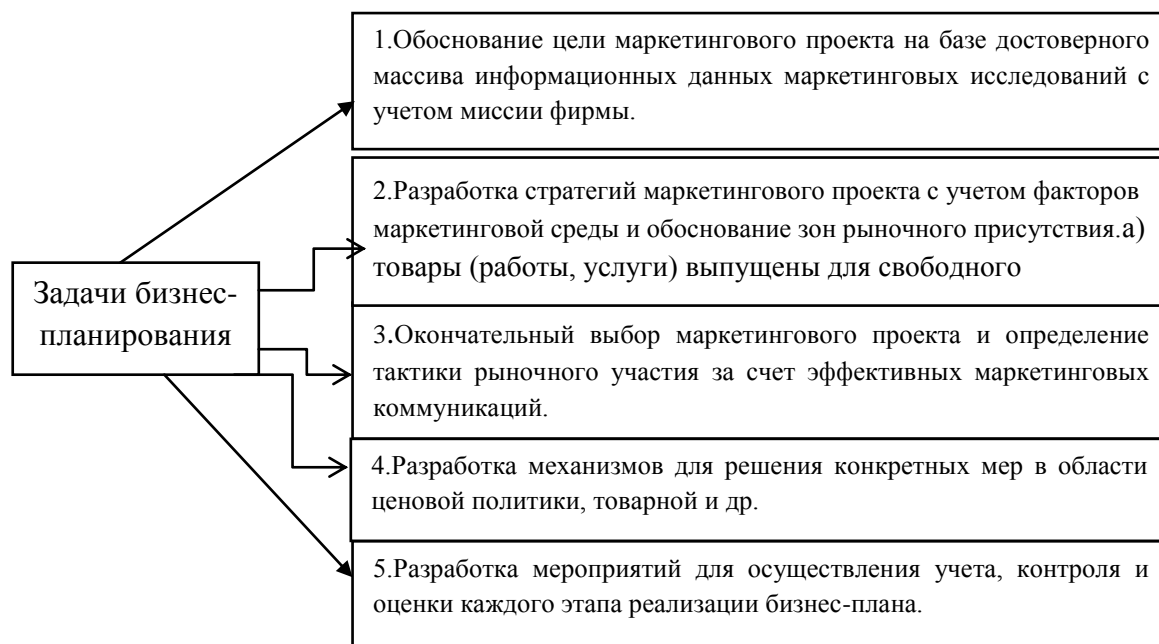 1.Обоснование цели маркетингового проекта на базе достоверного
массива информационных данных маркетинговых исследований с
учетом миссии фирмы.
2.Разработка стратегий маркетингового проекта с учетом факторов
маркетинговой среды и обоснование зон рыночного присутствия.а)
товары (работы, услуги) выпущены для свободного
Задачи бизнес-
планирования
3.Окончательный выбор маркетингового проекта и определение
тактики рыночного участия за счет эффективных маркетинговых
коммуникаций.
4.Разработка механизмов для решения конкретных мер в области
ценовой политики, товарной и др.
5.Разработка мероприятий для осуществления учета, контроля и
оценки каждого этапа реализации бизнес-плана.